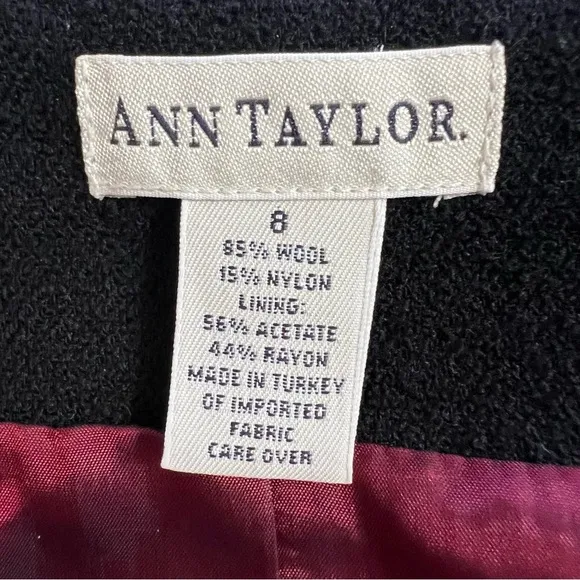 ANN TAYLOR.
8
85% WOOL
15% NYLON
LINING:
56% ACETATE
44% RAYON
MADE IN TURKEY
OF IMPORTED
FABRIC
CARE OVER